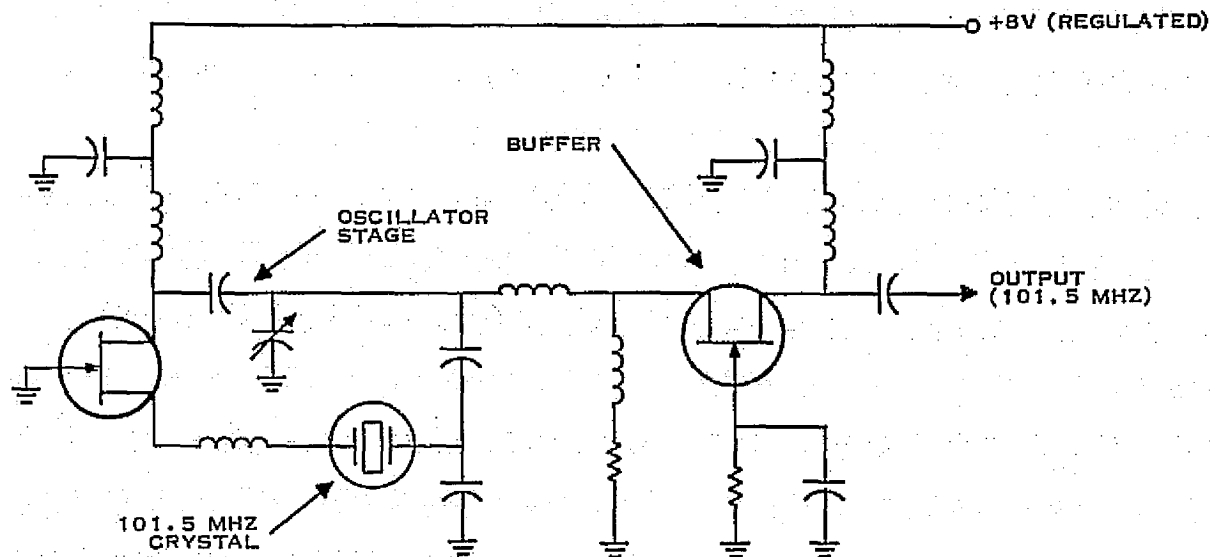 +8V (REGULATED)
BUFFER
OSCILLATOR
STAGE
OUTPUT
(101.5 MHZ)
101.5 MHZ
CRYSTAL